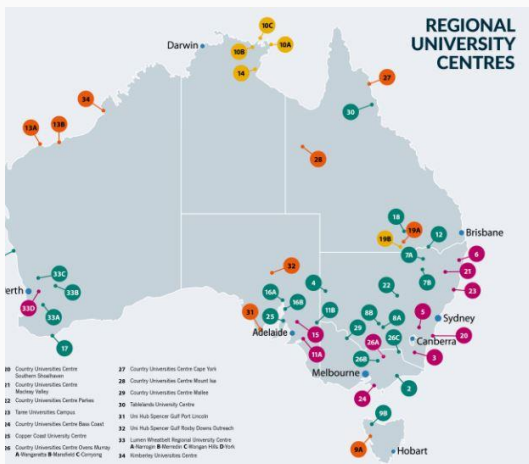 REGIONAL
UNIVERSITY
CENTRES
10C
Darwin
10B
10A
14
27
34
30
13A
13B
28
18
19A
19B
Brisbane
12
7A
6
33C
32
21
erth
33B
4
22
7B
23
16A
33D
16B
33A
5
8B
8A
Sydney
31
25
11B
17
15
29
26C
20
Adelaide
26A
Canberra
11A
26B
3
Melbourne
2
24
9B
9A
Hobart
20 Country Universities Centre
Southern Shoalhaven
21 Country Universities Centre
Macleay Valley
22 Country Universities Centre Parkes
23 Taree Universities Campus
24 Country Universities Centre Bass Coast
25 Copper Coast University Centre
26 Country Universities Centre Ovens Murray
A-Wangaratta B-Mansfield C-Corryong
27 Country Universities Centre Cape York
28 Country Universities Centre Mount Isa
29 Country Universities Centre Mallee
30 Tablelands University Centre
31 Uni Hub Spencer Gulf Port Lincoln
32 Uni Hub Spencer Gulf Roxby Downs Outreach
33 Lumen Wheatbelt Regional University Centre
A-Narrogin B-Merredin C-Wongan Hills D-York
34 Kimberley Universities Centre